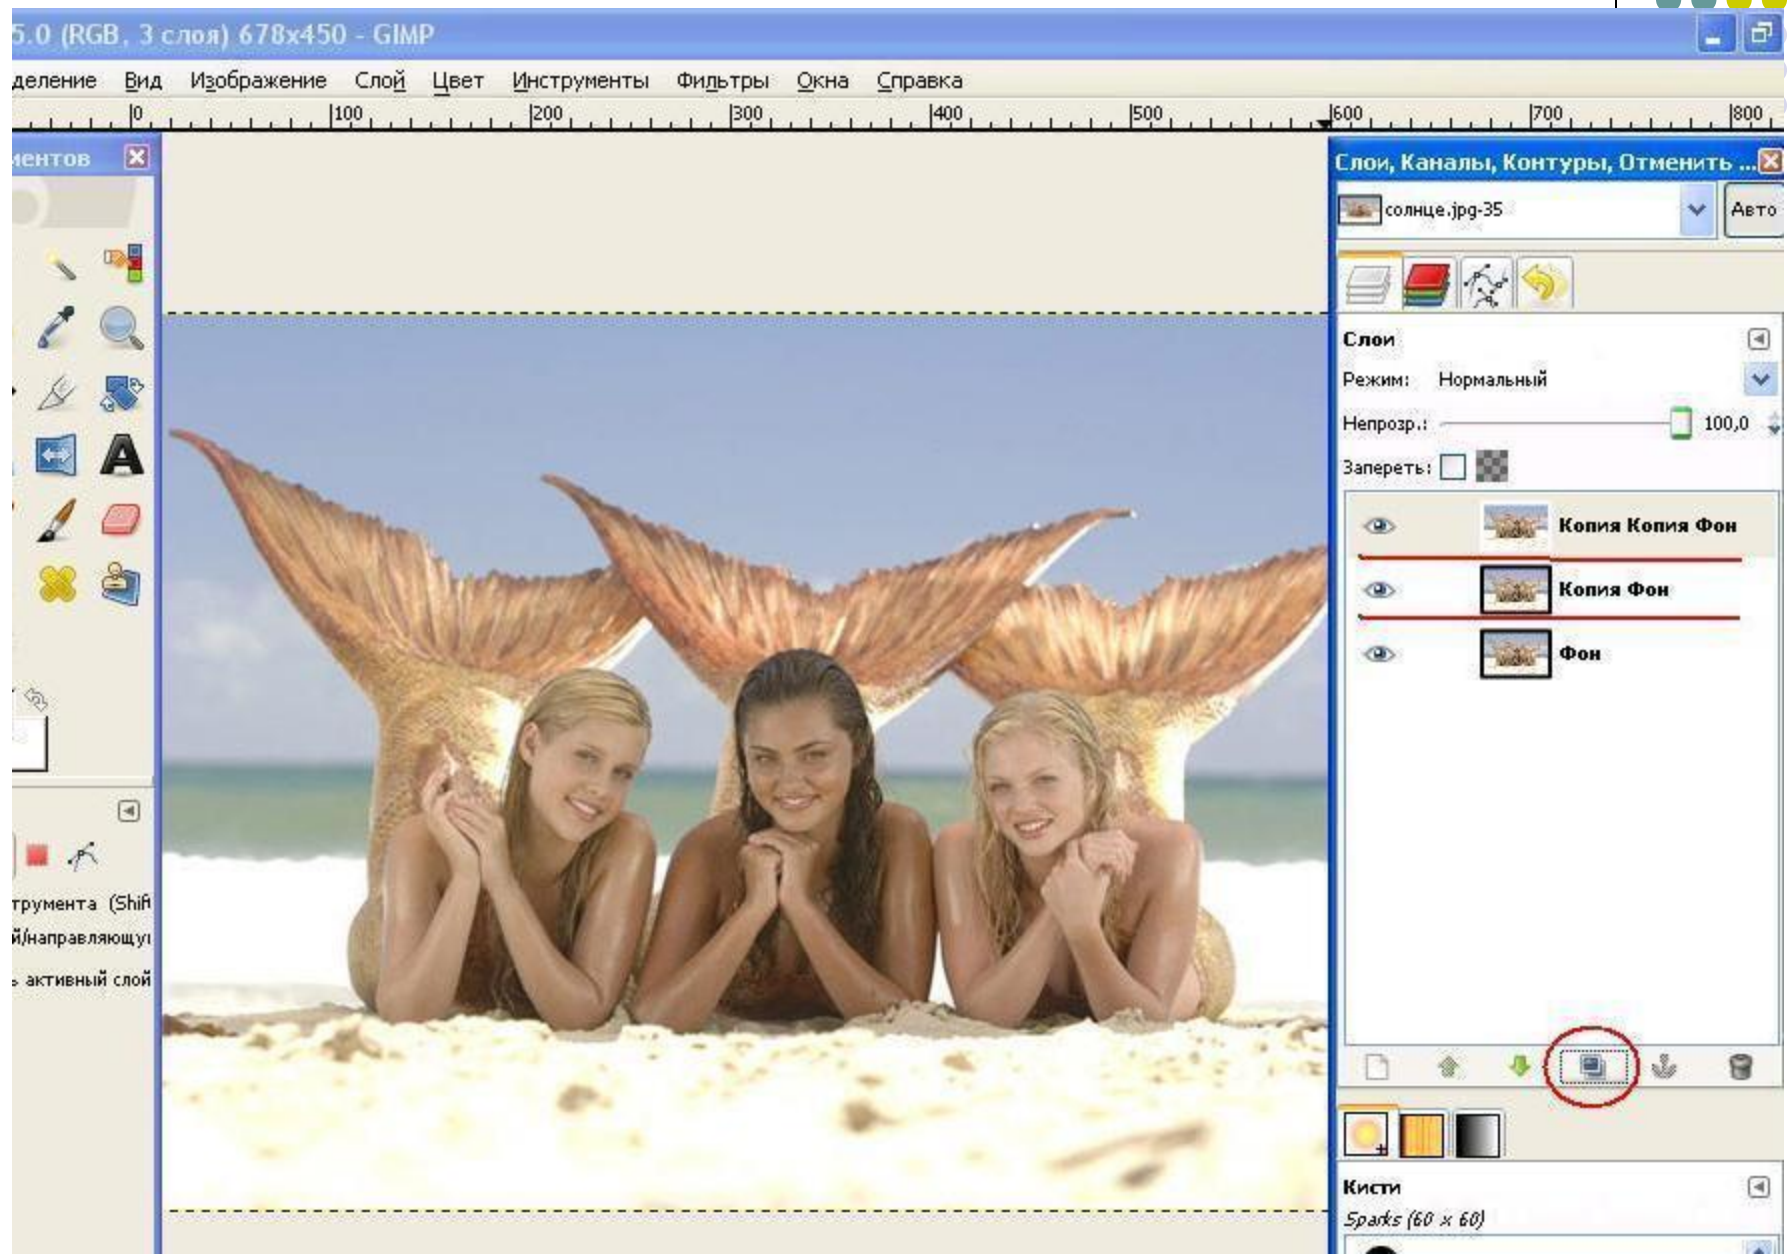 5.0 (RGB, 3 слоя) 678x450 - GIMP
деление Вид Изображение Слой Цвет Инструменты Фильтры Окна Справка
0 100 200 300 400 500 600 700 800
ментов
Слои, Каналы, Контуры, Отменить ...
солнце.jpg-35
Авто
Слои
Режим: Нормальный
Непрозр.: 100,0
Запереть:
Копия Копия Фон
Копия Фон
Фон
трумента (Shift
й/направляющу
ь активный слой
Кисти
Sparks (60 x 60)